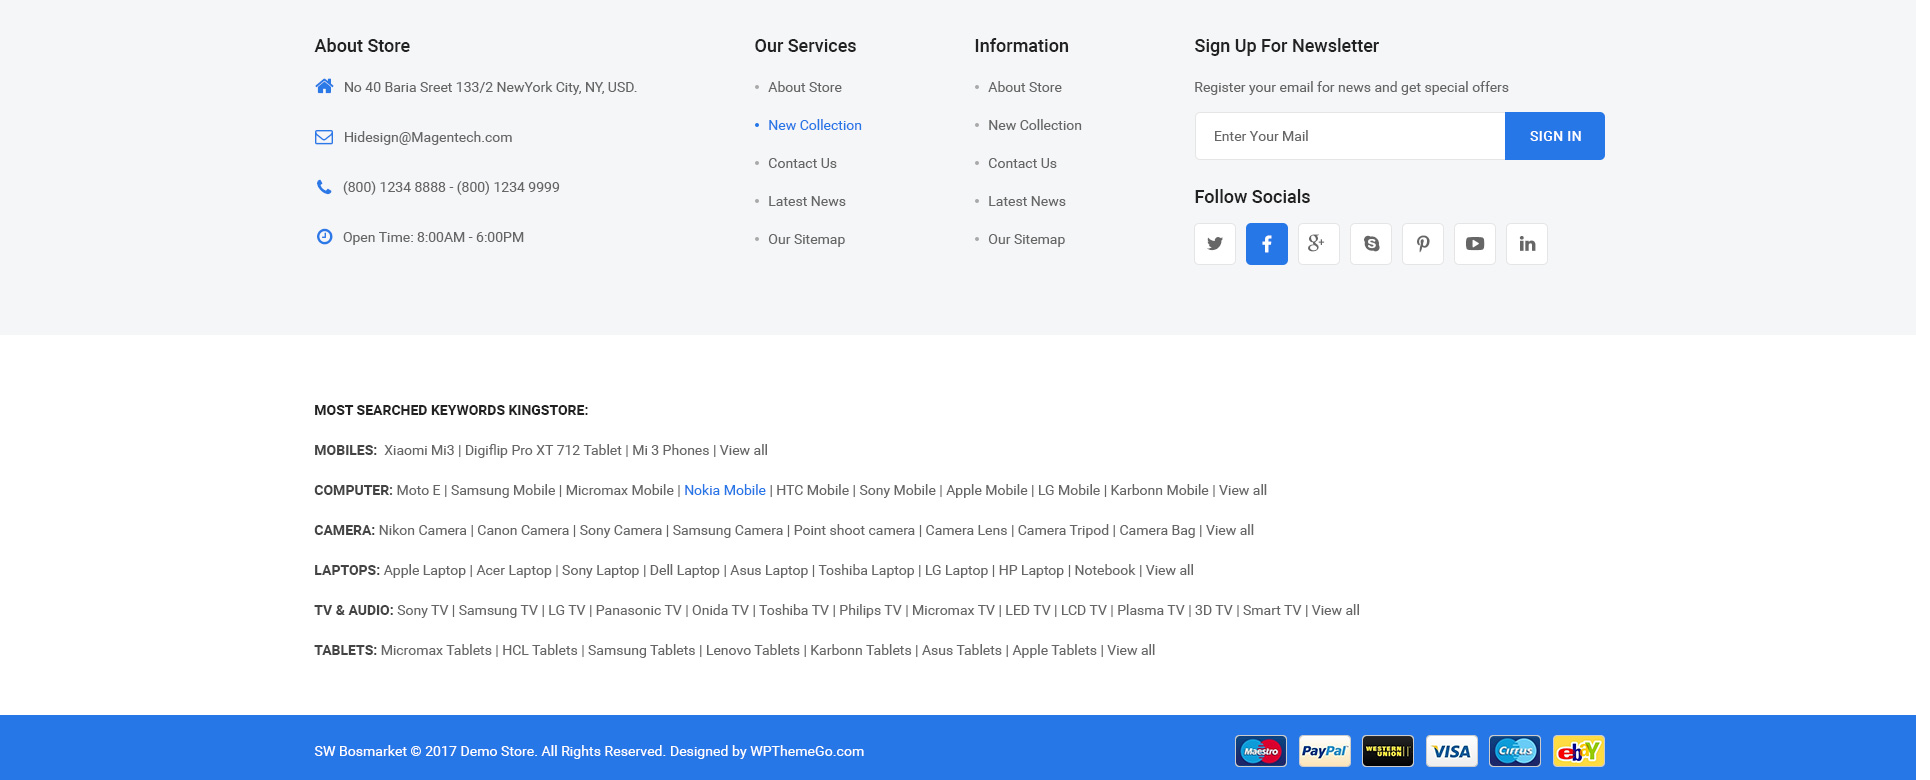 About Store
No 40 Baria Sreet 133/2 NewYork City, NY, USD.
Hidesign@Magentech.com
(800) 1234 8888 - (800) 1234 9999
Open Time: 8:00AM - 6:00PM
Our Services
About Store
New Collection
Contact Us
Latest News
Our Sitemap
Information
About Store
New Collection
Contact Us
Latest News
Our Sitemap
Sign Up For Newsletter
Register your email for news and get special offers
Enter Your Mail
SIGN IN
Follow Socials
MOST SEARCHED KEYWORDS KINGSTORE:
MOBILES: Xiaomi Mi3 | Digiflip Pro XT 712 Tablet | Mi 3 Phones | View all
COMPUTER: Moto E | Samsung Mobile | Micromax Mobile | Nokia Mobile | HTC Mobile | Sony Mobile | Apple Mobile | LG Mobile | Karbonn Mobile | View all
CAMERA: Nikon Camera | Canon Camera | Sony Camera | Samsung Camera | Point shoot camera | Camera Lens | Camera Tripod | Camera Bag | View all
LAPTOPS: Apple Laptop | Acer Laptop | Sony Laptop | Dell Laptop | Asus Laptop | Toshiba Laptop | LG Laptop | HP Laptop | Notebook | View all
TV & AUDIO: Sony TV | Samsung TV | LG TV | Panasonic TV | Onida TV | Toshiba TV | Philips TV | Micromax TV | LED TV | LCD TV | Plasma TV | 3D TV | Smart TV | View all
TABLETS: Micromax Tablets | HCL Tablets | Samsung Tablets | Lenovo Tablets | Karbonn Tablets | Asus Tablets | Apple Tablets | View all
SW Bosmarket © 2017 Demo Store. All Rights Reserved. Designed by WPThemeGo.com
Maestro
PayPal
WESTERN UNION
VISA
Cirrus
ebaY